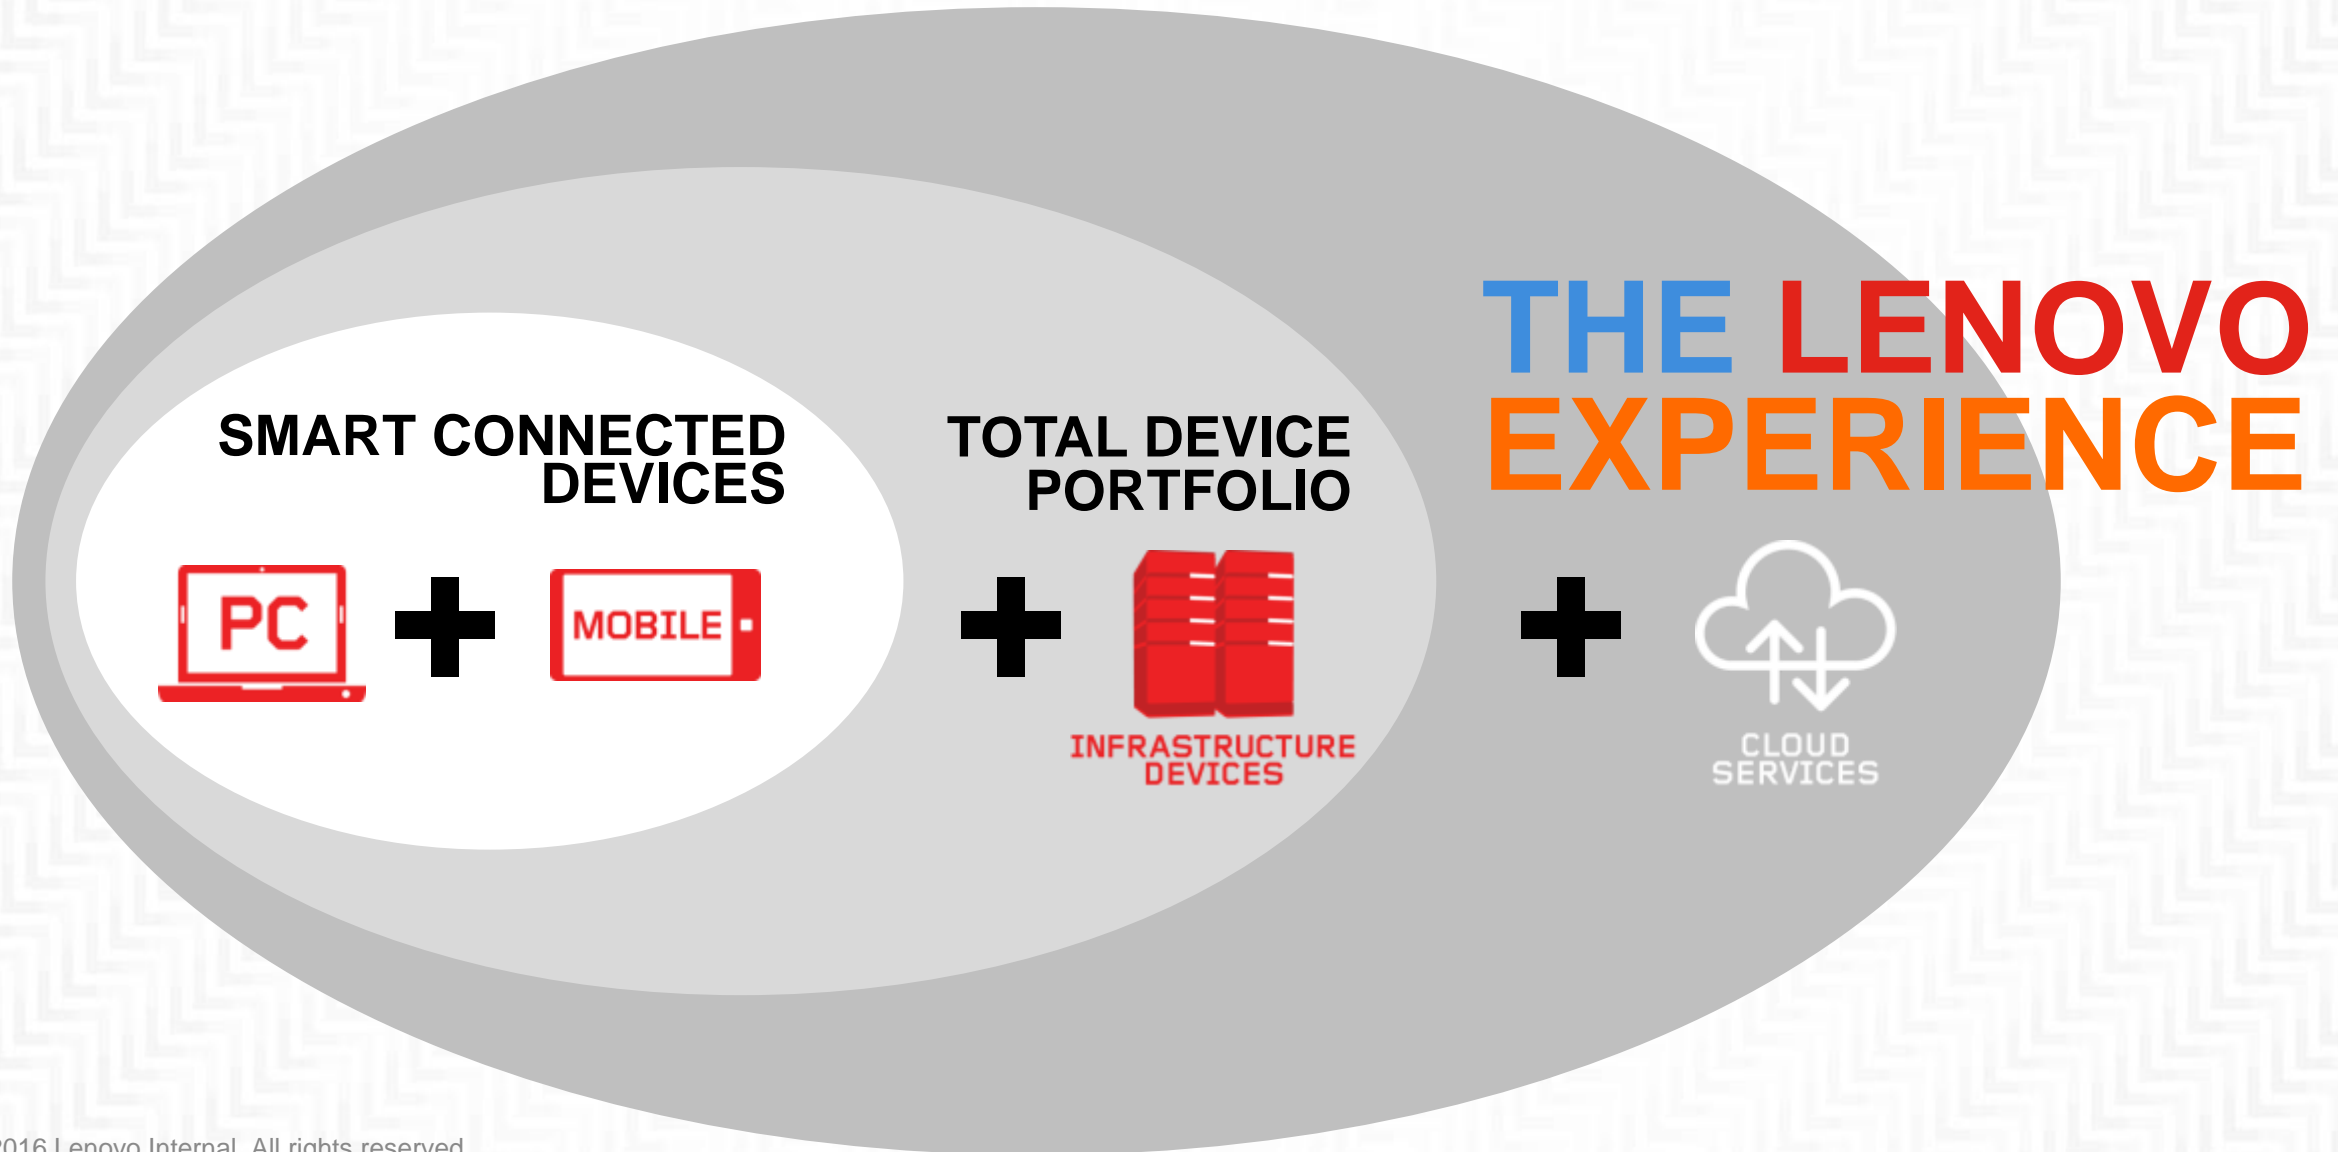 THE LENOVO
EXPERIENCE
SMART CONNECTED
DEVICES
TOTAL DEVICE
PORTFOLIO
PC
MOBILE
INFRASTRUCTURE
DEVICES
CLOUD
SERVICES
2016 Lenovo Internal. All rights reserved